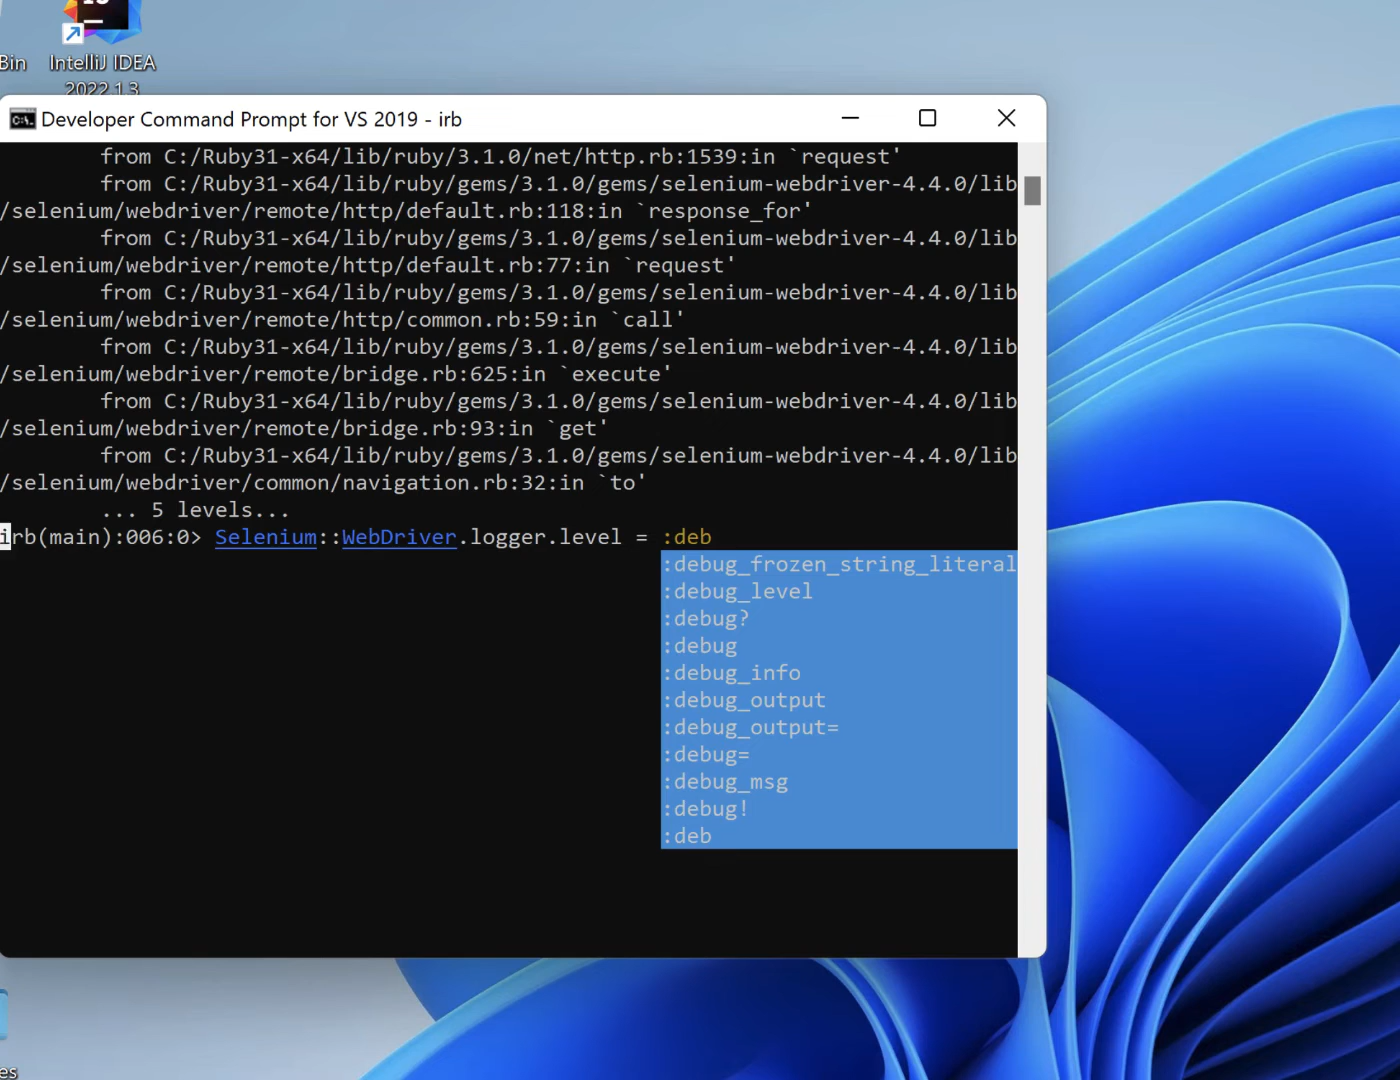 Bin
IntelliJ IDEA
2022.1.3
Developer Command Prompt for VS 2019 - irb
from C:/Ruby31-x64/lib/ruby/3.1.0/net/http.rb:1539:in `request'
from C:/Ruby31-x64/lib/ruby/gems/3.1.0/gems/selenium-webdriver-4.4.0/lib
/selenium/webdriver/remote/http/default.rb:118:in `response_for'
from C:/Ruby31-x64/lib/ruby/gems/3.1.0/gems/selenium-webdriver-4.4.0/lib
/selenium/webdriver/remote/http/default.rb:77:in `request'
from C:/Ruby31-x64/lib/ruby/gems/3.1.0/gems/selenium-webdriver-4.4.0/lib
/selenium/webdriver/remote/http/common.rb:59:in `call'
from C:/Ruby31-x64/lib/ruby/gems/3.1.0/gems/selenium-webdriver-4.4.0/lib
/selenium/webdriver/remote/bridge.rb:625:in `execute'
from C:/Ruby31-x64/lib/ruby/gems/3.1.0/gems/selenium-webdriver-4.4.0/lib
/selenium/webdriver/remote/bridge.rb:93:in `get'
from C:/Ruby31-x64/lib/ruby/gems/3.1.0/gems/selenium-webdriver-4.4.0/lib
/selenium/webdriver/common/navigation.rb:32:in `to'
... 5 levels...
irb(main):006:0> Selenium::WebDriver.logger.level = :deb
:debug_frozen_string_literal
:debug_level
:debug?
:debug
:debug_info
:debug_output
:debug_output=
:debug=
:debug_msg
:debug!
:deb
es